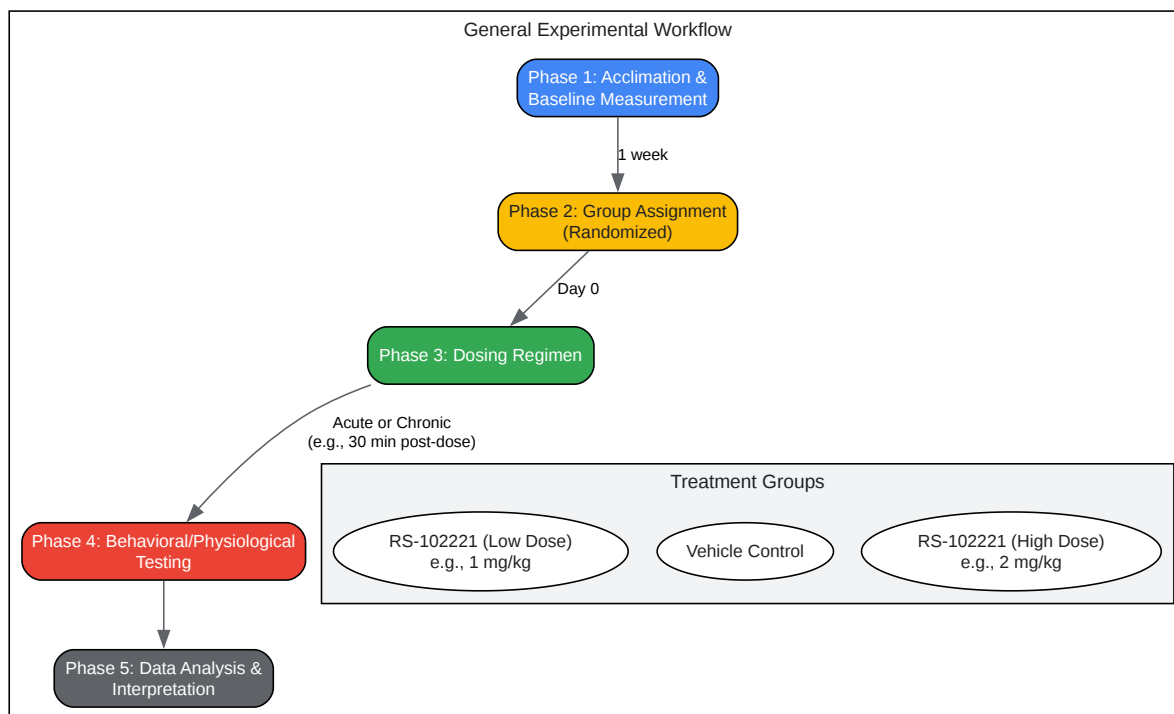 General Experimental Workflow
Phase 1: Acclimation &
Baseline Measurement
1 week
Phase 2: Group Assignment
(Randomized)
Day 0
Phase 3: Dosing Regimen
Acute or Chronic
(e.g., 30 min post-dose)
Treatment Groups
RS-102221 (Low Dose)
e.g., 1 mg/kg
Vehicle Control
RS-102221 (High Dose)
e.g., 2 mg/kg
Phase 4: Behavioral/Physiological
Testing
Phase 5: Data Analysis &
Interpretation